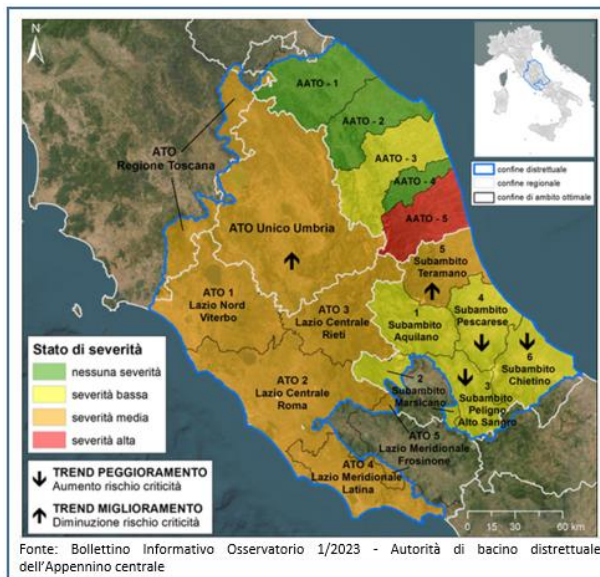 N
AATO - 1
AATO - 2
AATO - 3
AATO - 4
AATO - 5
ATO
Regione Toscana
ATO Unico Umbria
5
Subambito
Teramano
ATO 1
Lazio Nord
Viterbo
ATO 3
Lazio Centrale
Rieti
1
Subambito
Aquilano
4
Subambito
Pescarese
6
Subambito
Chietino
2
Subambito
Marsicano
3
Subambito
Peligno
Alto Sangro
ATO 2
Lazio Centrale
Roma
ATO 5
Lazio Meridionale
Frosinone
ATO 4
Lazio Meridionale
Latina
confine distrettuale
confine regionale
confine di ambito ottimale
Stato di severità
nessuna severità
severità bassa
severità media
severità alta
TREND PEGGIORAMENTO
Aumento rischio criticità
TREND MIGLIORAMENTO
Diminuzione rischio criticità
0 15 30 60 km
Fonte: Bollettino Informativo Osservatorio 1/2023 - Autorità di bacino distrettuale
dell'Appennino centrale